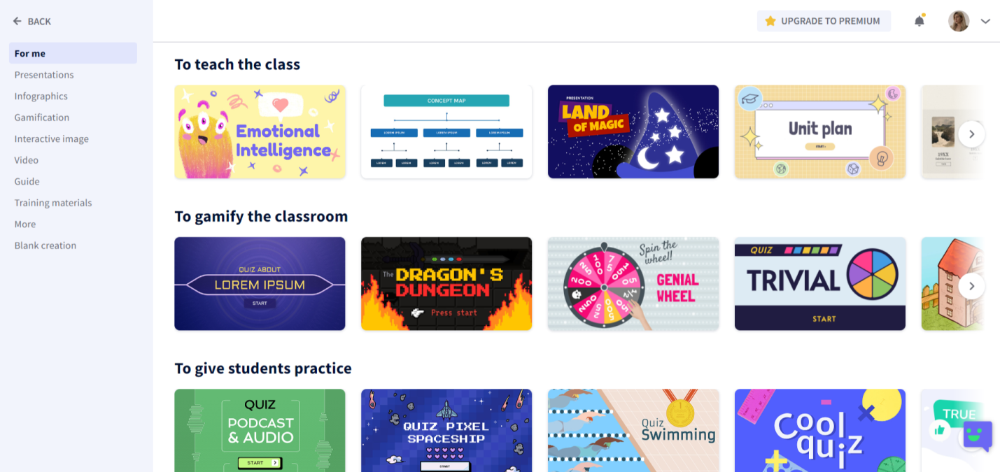 BACK
UPGRADE TO PREMIUM
For me
Presentations
Infographics
Gamification
Interactive image
Video
Guide
Training materials
More
Blank creation
To teach the class
Emotional
Intelligence
CONCEPT MAP
LOREM IPSUM
LOREM IPSUM
LOREM IPSUM
LOREM
LOREM
LOREM
LOREM
LOREM
LOREM
PRESENTATION
LAND
OF MAGIC
Unit plan
START
19XX
To gamify the classroom
QUIZ ABOUT
LOREM IPSUM
START
The DRAGON'S
DUNGEON
Press start
Spin the
wheel!
GENIAL
WHEEL
QUIZ
TRIVIAL
START
To give students practice
QUIZ
PODCAST
& AUDIO
START
QUIZ PIXEL
SPACESHIP
START
Quiz
Swimming
1
Cool
quiz
TRUE